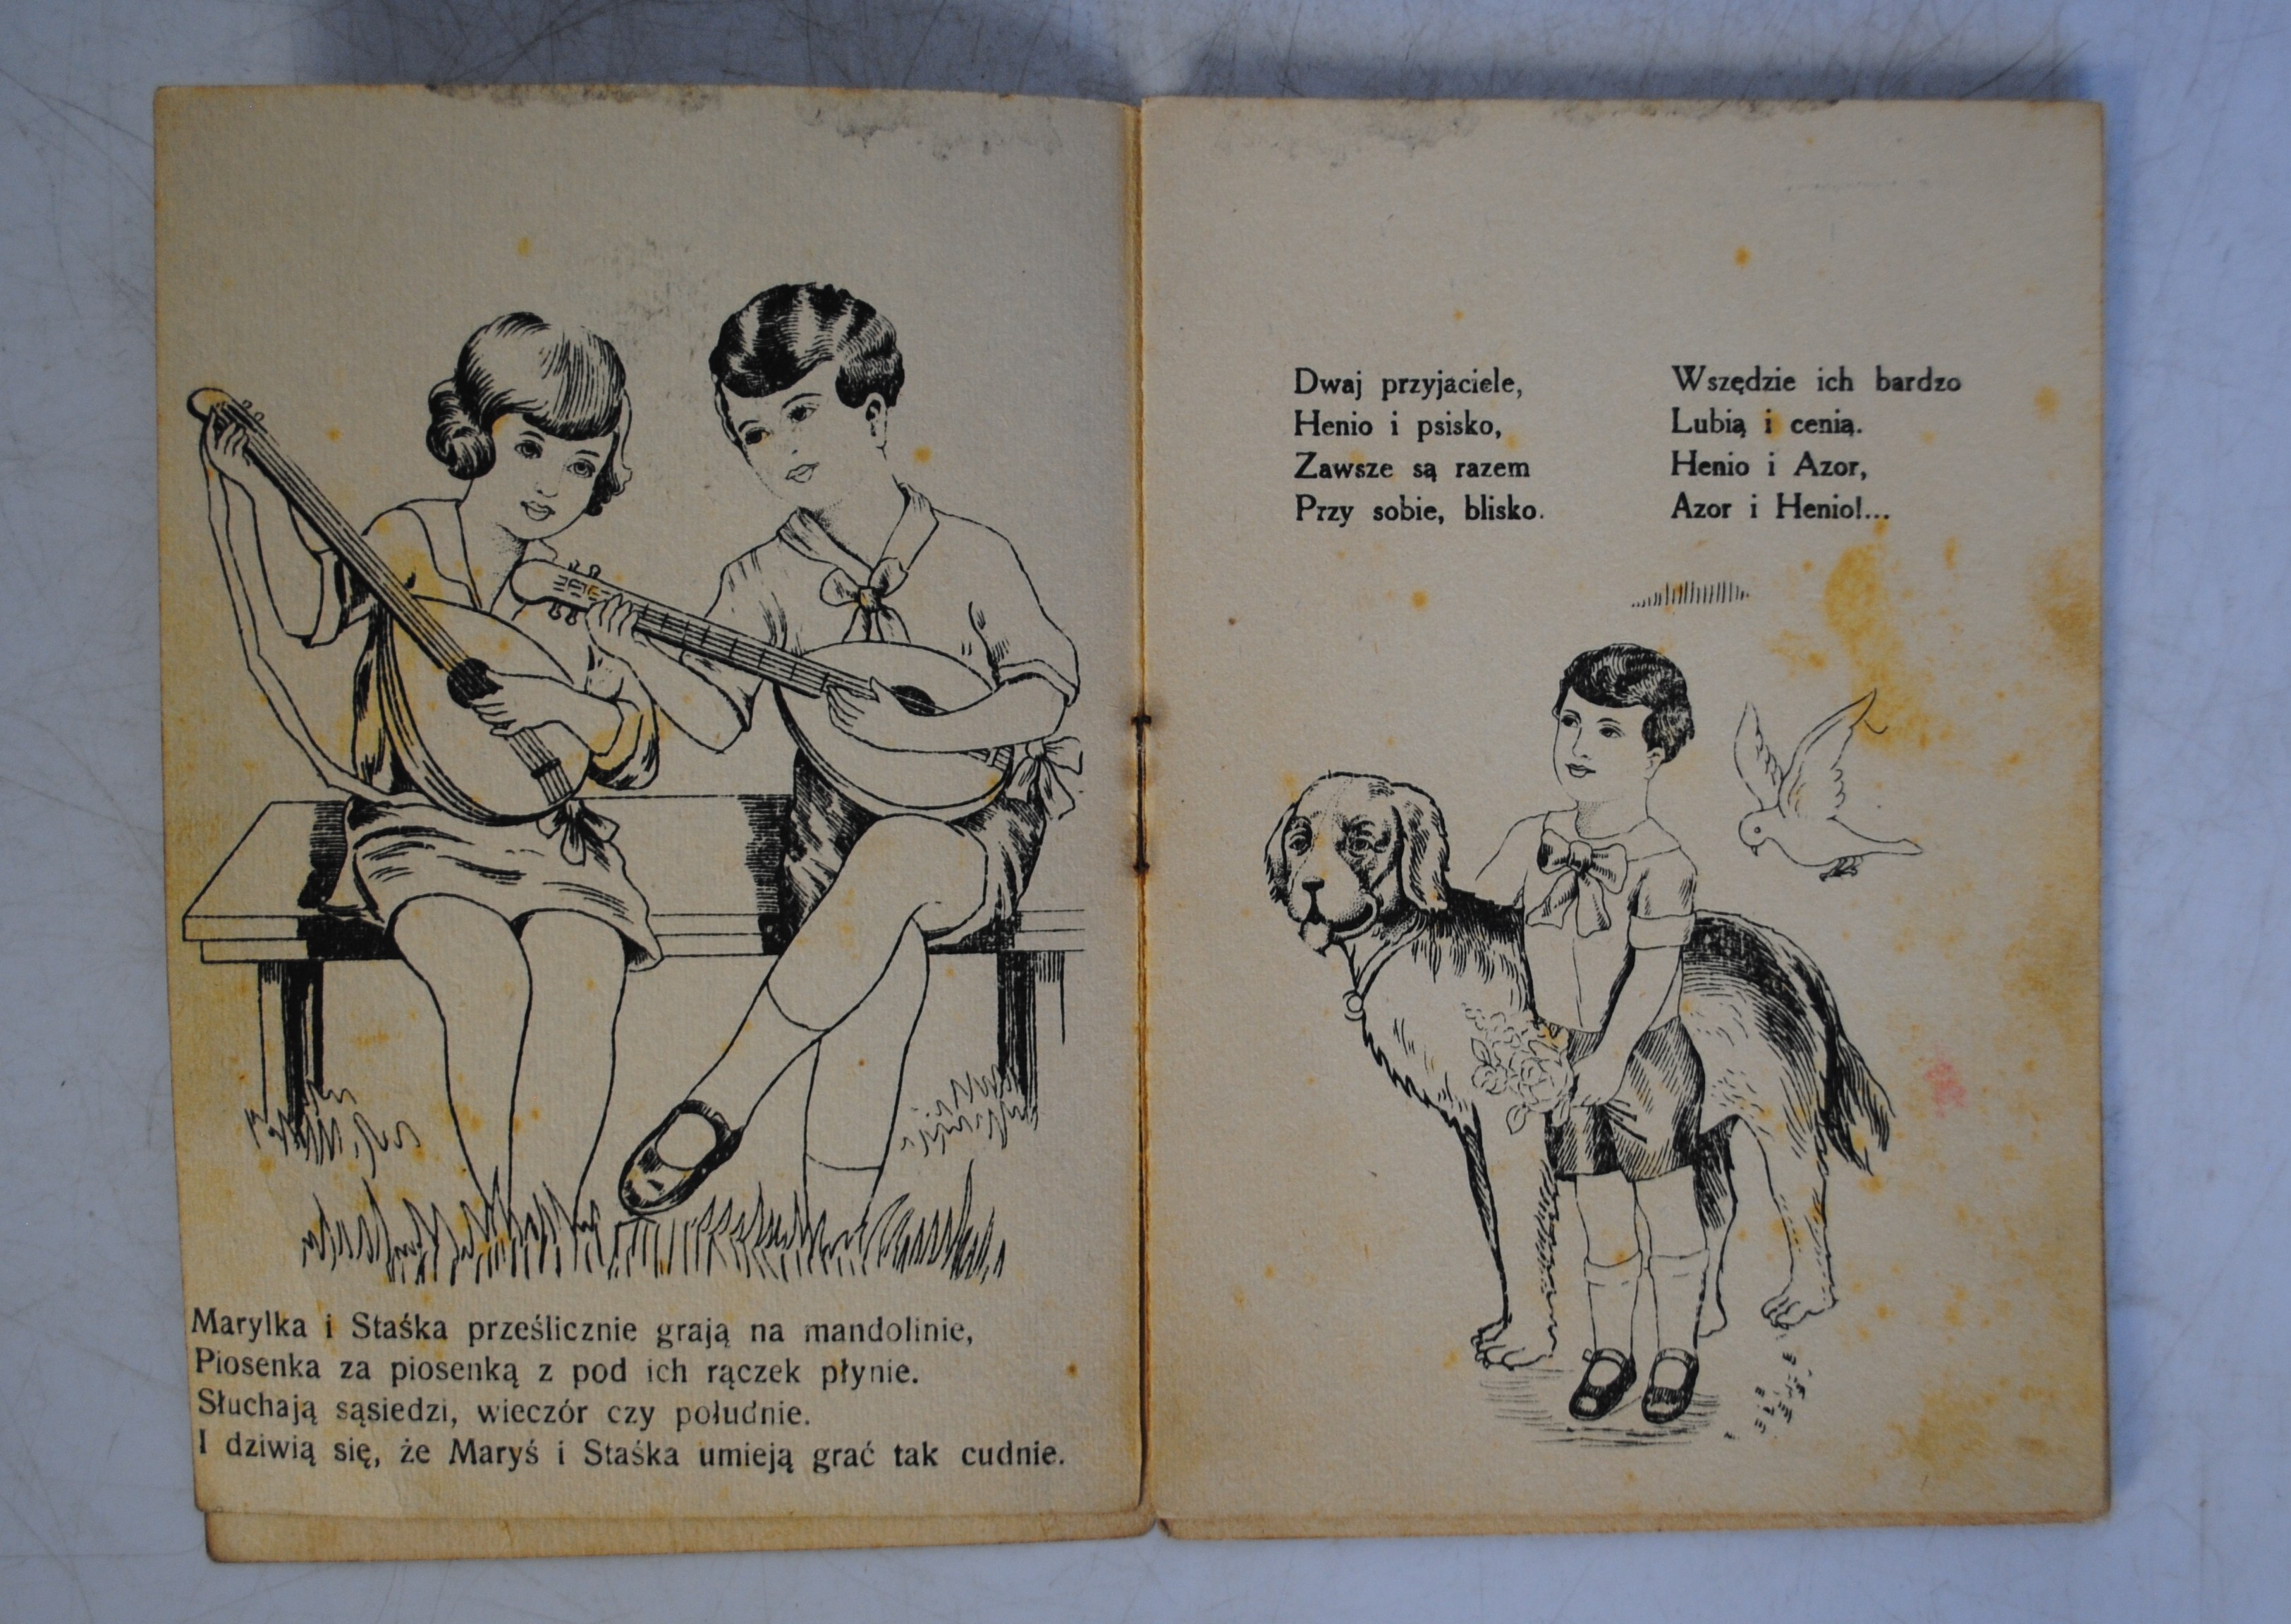 Marylka i Staśka prześlicznie grają na mandolinie,
Piosenka za piosenką z pod ich rączek płynie.
Słuchają sąsiedzi, wieczór czy południe.
I dziwią się, że Maryś i Staśka umieją grać tak cudnie.
Dwaj przyjaciele,
Henio i psisko,
Zawsze są razem
Przy sobie, blisko.
Wszędzie ich bardzo
Lubią i cenią.
Henio i Azor,
Azor i Henio!...